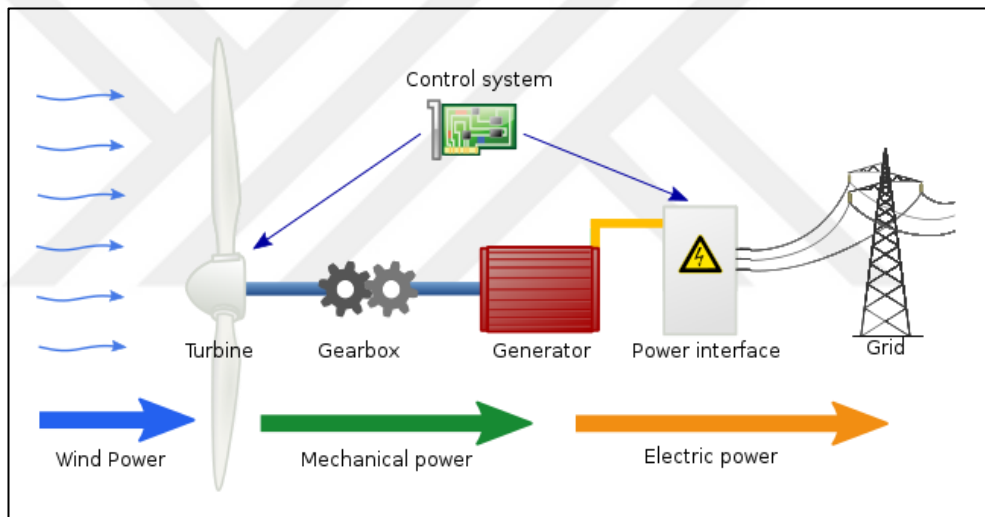 Control system
Turbine
Gearbox
Generator
Power interface
Grid
Wind Power
Mechanical power
Electric power